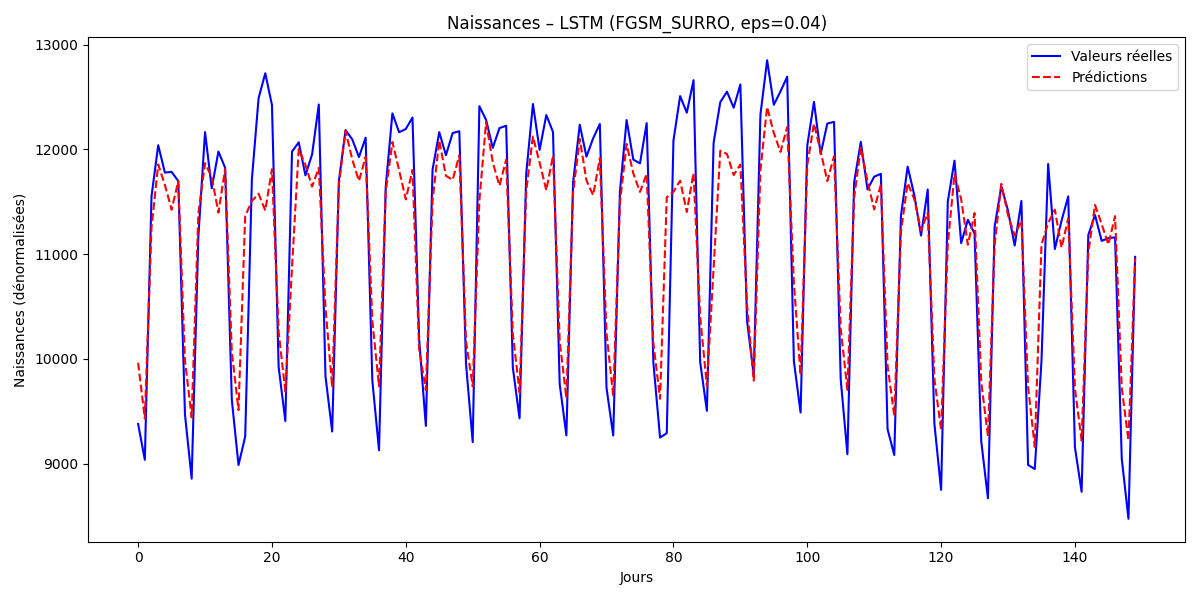 Naissances – LSTM (FGSM_SURRO, eps=0.04)
Valeurs réelles
Prédictions
Naissances (dénormalisées)
13000
12000
11000
10000
9000
0 20 40 60 80 100 120 140
Jours